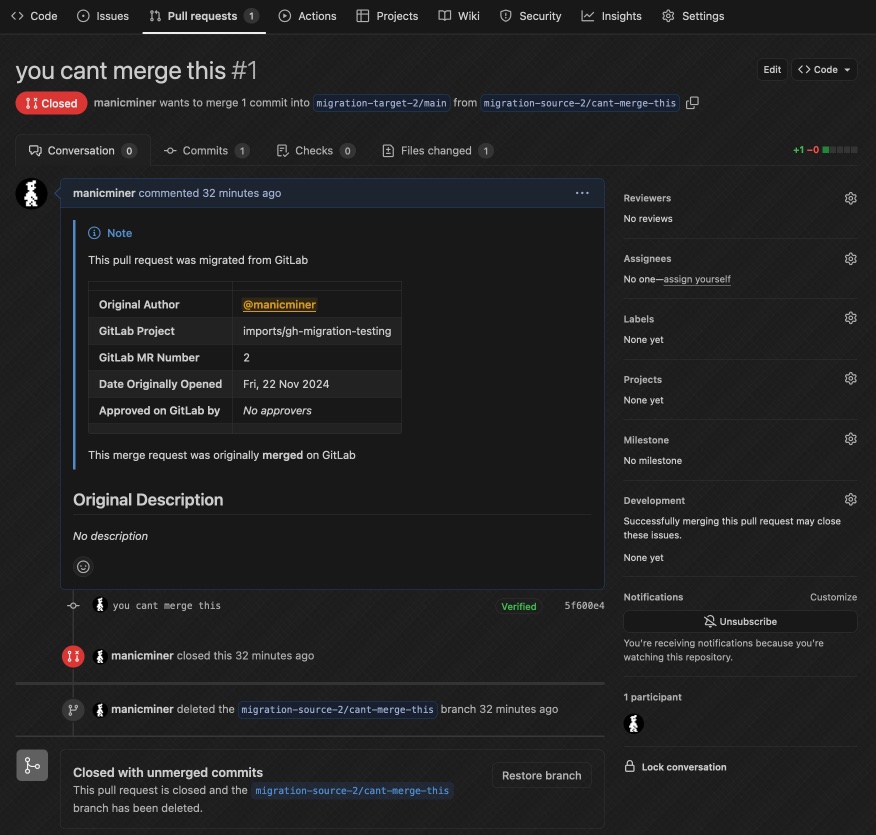 Code Issues Pull requests 1 Actions Projects Wiki Security Insights Settings
you cant merge this #1
Edit
Code
Closed manicminer wants to merge 1 commit into migration-target-2/main from migration-source-2/cant-merge-this
Conversation 0 Commits 1 Checks 0 Files changed 1
+1 −0
manicminer commented 32 minutes ago
Note
This pull request was migrated from GitLab
Original Author @manicminer
GitLab Project imports/gh-migration-testing
GitLab MR Number 2
Date Originally Opened Fri, 22 Nov 2024
Approved on GitLab by No approvers
This merge request was originally merged on GitLab
Original Description
No description
you cant merge this Verified 5f600e4
manicminer closed this 32 minutes ago
manicminer deleted the migration-source-2/cant-merge-this branch 32 minutes ago
Closed with unmerged commits
This pull request is closed and the migration-source-2/cant-merge-this
branch has been deleted.
Restore branch
Reviewers
No reviews
Assignees
No one—assign yourself
Labels
None yet
Projects
None yet
Milestone
No milestone
Development
Successfully merging this pull request may close
these issues.
None yet
Notifications Customize
Unsubscribe
You're receiving notifications because you're
watching this repository.
1 participant
Lock conversation